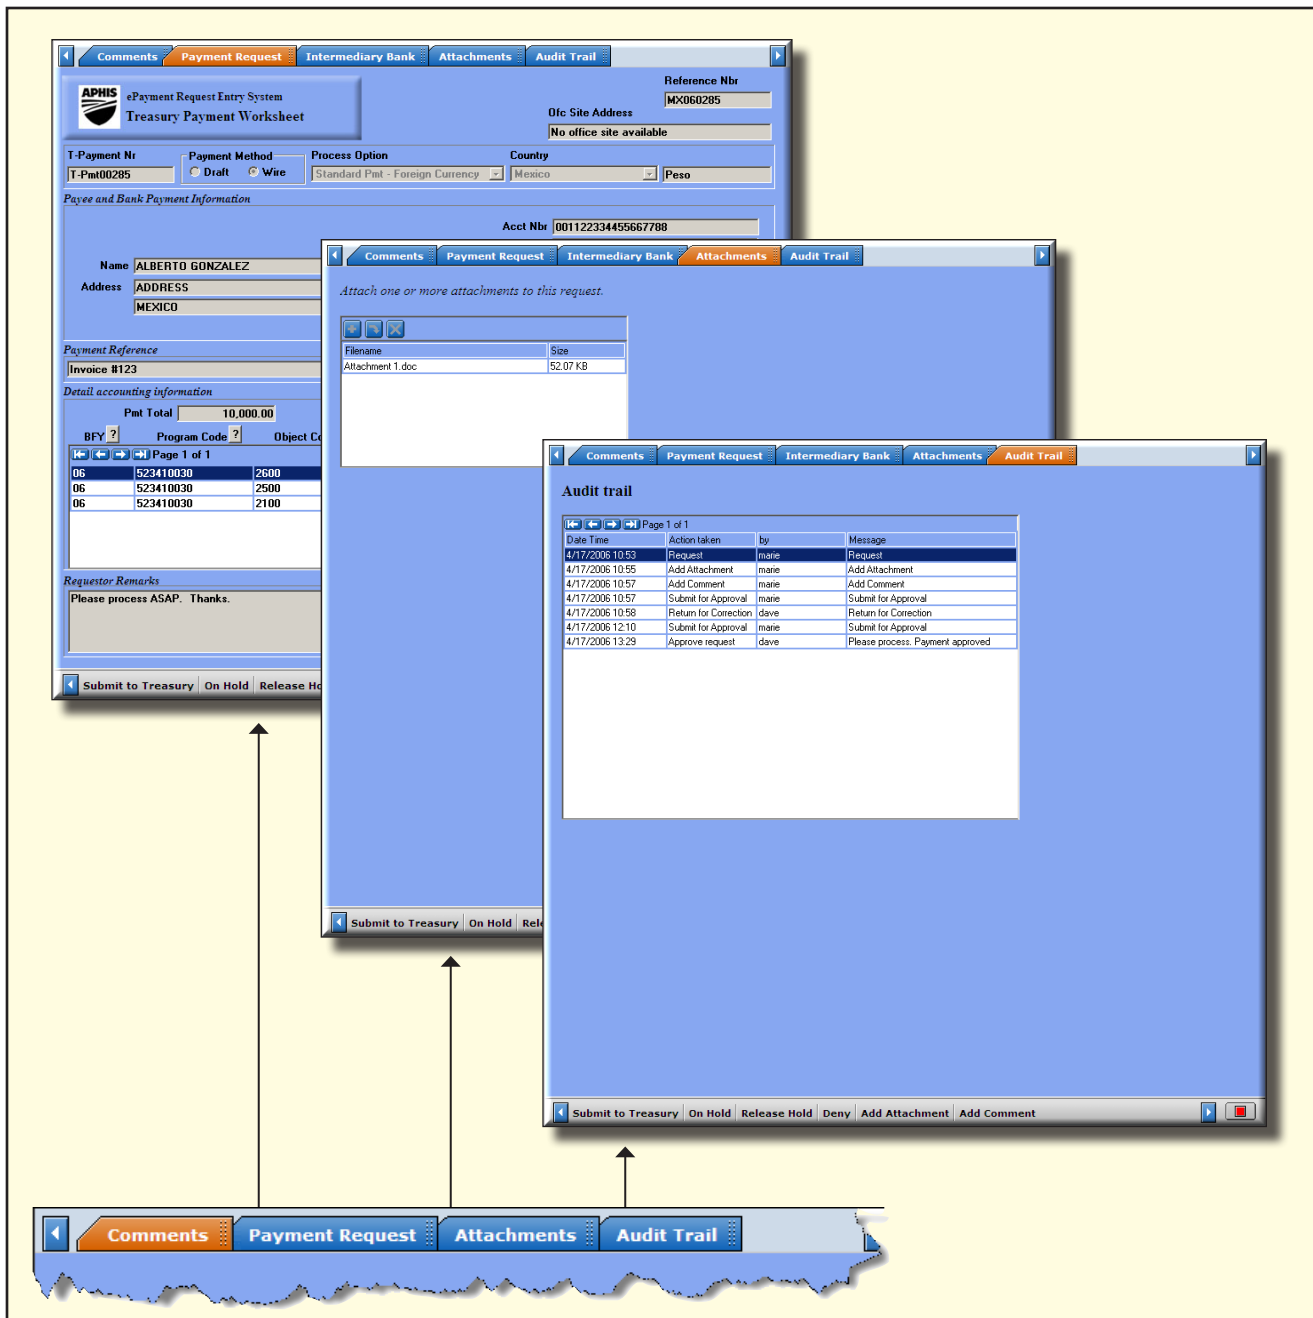 Comments Payment Request Intermediary Bank Attachments Audit Trail
Reference Nbr
APHIS ePayment Request Entry System
MX060285
Treasury Payment Worksheet
Ofc Site Address
No office site available
T-Payment Nr Payment Method Process Option Country
T-Pmt00285 Draft Wire Standard Pmt - Foreign Currency Mexico Peso
Payee and Bank Payment Information
Acct Nbr 001122334455667788
Name ALBERTO GONZALEZ
Address ADDRESS
MEXICO
Payment Reference
Invoice #123
Detail accounting information
Pmt Total 10,000.00
BFY ? Program Code ? Object Co
Page 1 of 1
06 523410030 2600
06 523410030 2500
06 523410030 2100
Requestor Remarks
Please process ASAP. Thanks.
Submit to Treasury On Hold Release Ho
Comments Payment Request Intermediary Bank Attachments Audit Trail
Attach one or more attachments to this request.
Filename Size
Attachment 1.doc 52.07 KB
Submit to Treasury On Hold Rele
Comments Payment Request Intermediary Bank Attachments Audit Trail
Audit trail
Page 1 of 1
Date Time Action taken by Message
4/17/2006 10:53 Request marie Request
4/17/2006 10:55 Add Attachment marie Add Attachment
4/17/2006 10:57 Add Comment marie Add Comment
4/17/2006 10:57 Submit for Approval marie Submit for Approval
4/17/2006 10:58 Return for Correction dave Return for Correction
4/17/2006 12:10 Submit for Approval marie Submit for Approval
4/17/2006 13:29 Approve request dave Please process. Payment approved
Submit to Treasury On Hold Release Hold Deny Add Attachment Add Comment
Comments Payment Request Attachments Audit Trail